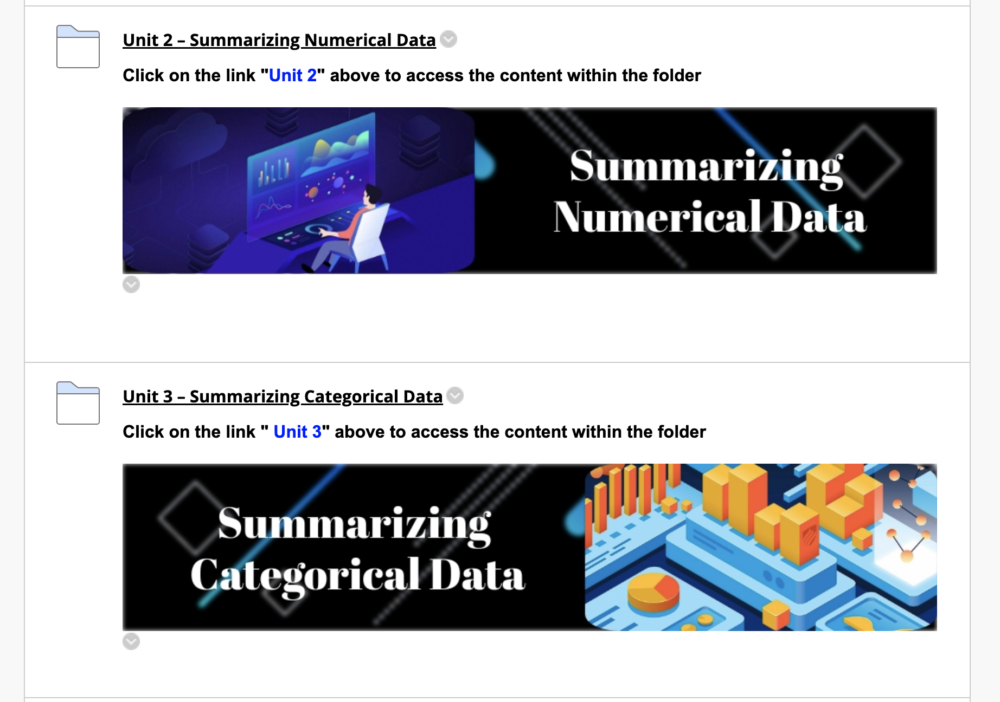 Unit 2 – Summarizing Numerical Data
Click on the link "Unit 2" above to access the content within the folder
Summarizing
Numerical Data
Unit 3 – Summarizing Categorical Data
Click on the link " Unit 3" above to access the content within the folder
Summarizing
Categorical Data